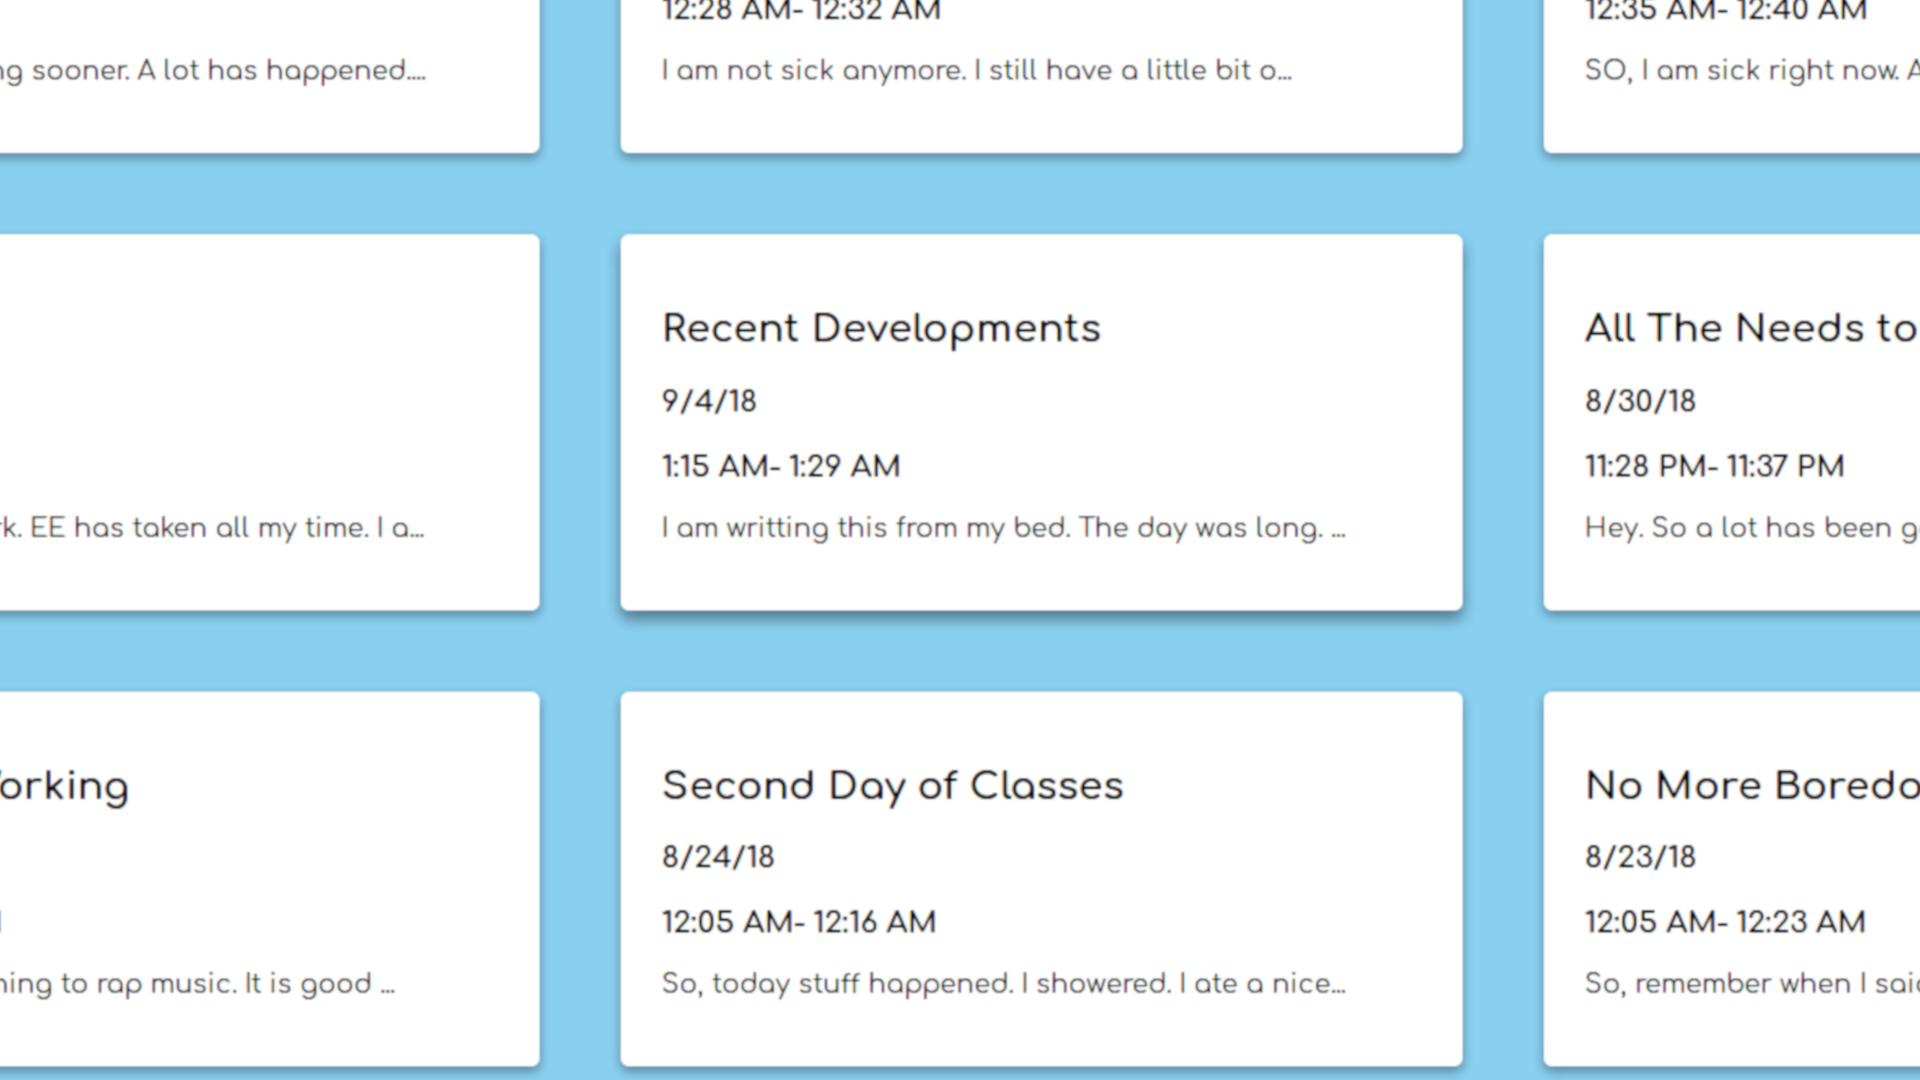 sooner. A lot has happened....
12:28 AM- 12:32 AM
I am not sick anymore. I still have a little bit o...
12:35 AM- 12:40 AM
SO, I am sick right now. A
EE has taken all my time. I a...
Recent Developments
9/4/18
1:15 AM- 1:29 AM
I am writting this from my bed. The day was long. ...
All The Needs to
8/30/18
11:28 PM- 11:37 PM
Hey. So a lot has been
orking
to rap music. It is good ...
Second Day of Classes
8/24/18
12:05 AM- 12:16 AM
So, today stuff happened. I showered. I ate a nice...
No More Boredo
8/23/18
12:05 AM- 12:23 AM
So, remember when I said